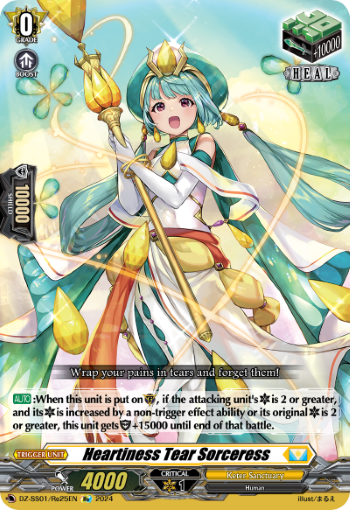 0
GRADE
BOOST
+10000
HEAL
10000
SHIELD
Wrap your pains in tears and forget them!
AUTO:When this unit is put on G, if the attacking unit's is 2 or greater,
and its is increased by a non-trigger effect ability or its original is 2
or greater, this unit gets +15000 until end of that battle.
TRIGGER UNIT
Heartiness Tear Sorceress
POWER 4000
CRITICAL
1
Keter Sanctuary
Human
DZ-SS01/Re25EN 2024
illust/まるえ